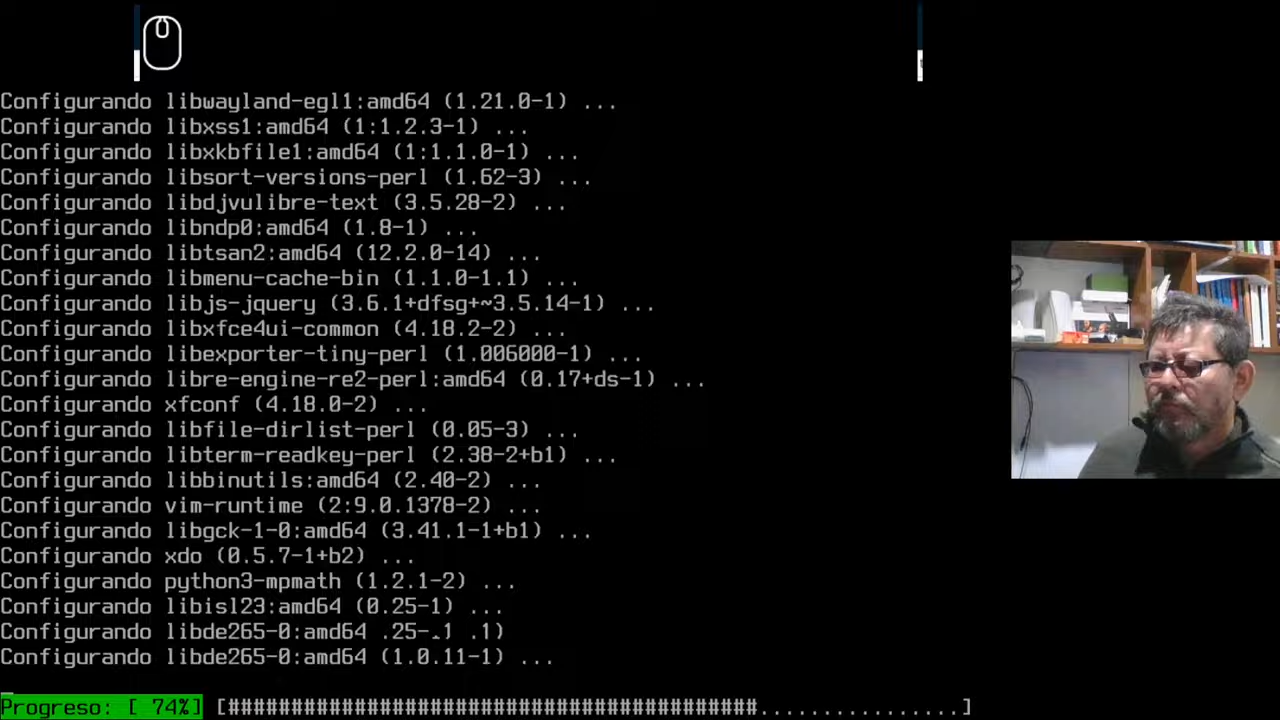 Configurando libwayland-egl1:amd64 (1.21.0-1) ...
Configurando libxss1:amd64 (1:1.2.3-1) ...
Configurando libxkbfile1:amd64 (1:1.1.0-1) ...
Configurando libsort-versions-perl (1.62-3) ...
Configurando libdjvulibre-text (3.5.28-2) ...
Configurando libndp0:amd64 (1.8-1) ...
Configurando libtsan2:amd64 (12.2.0-14) ...
Configurando libmenu-cache-bin (1.1.0-1.1) ...
Configurando libjs-jquery (3.6.1+dfsg+~3.5.14-1) ...
Configurando libxfce4ui-common (4.18.2-2) ...
Configurando libexporter-tiny-perl (1.006000-1) ...
Configurando libre-engine-re2-perl:amd64 (0.17+ds-1) ...
Configurando xfconf (4.18.0-2) ...
Configurando libfile-dirlist-perl (0.05-3) ...
Configurando libterm-readkey-perl (2.38-2+b1) ...
Configurando libbinutils:amd64 (2.40-2) ...
Configurando vim-runtime (2:9.0.1378-2) ...
Configurando libgck-1-0:amd64 (3.41.1-1+b1) ...
Configurando xdo (0.5.7-1+b2) ...
Configurando python3-mpmath (1.2.1-2) ...
Configurando libisl23:amd64 (0.25-1) ...
Configurando libde265-0:amd64 .25-.1 .1)
Configurando libde265-0:amd64 (1.0.11-1) ...
Progreso: [ 74%] [##########################################................]